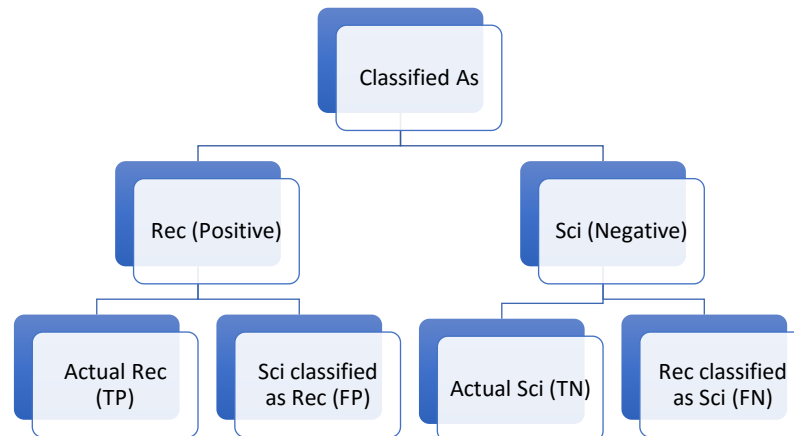 Classified As
Rec (Positive)
Sci (Negative)
Actual Rec
(TP)
Sci classified
as Rec (FP)
Actual Sci (TN)
Rec classified
as Sci (FN)